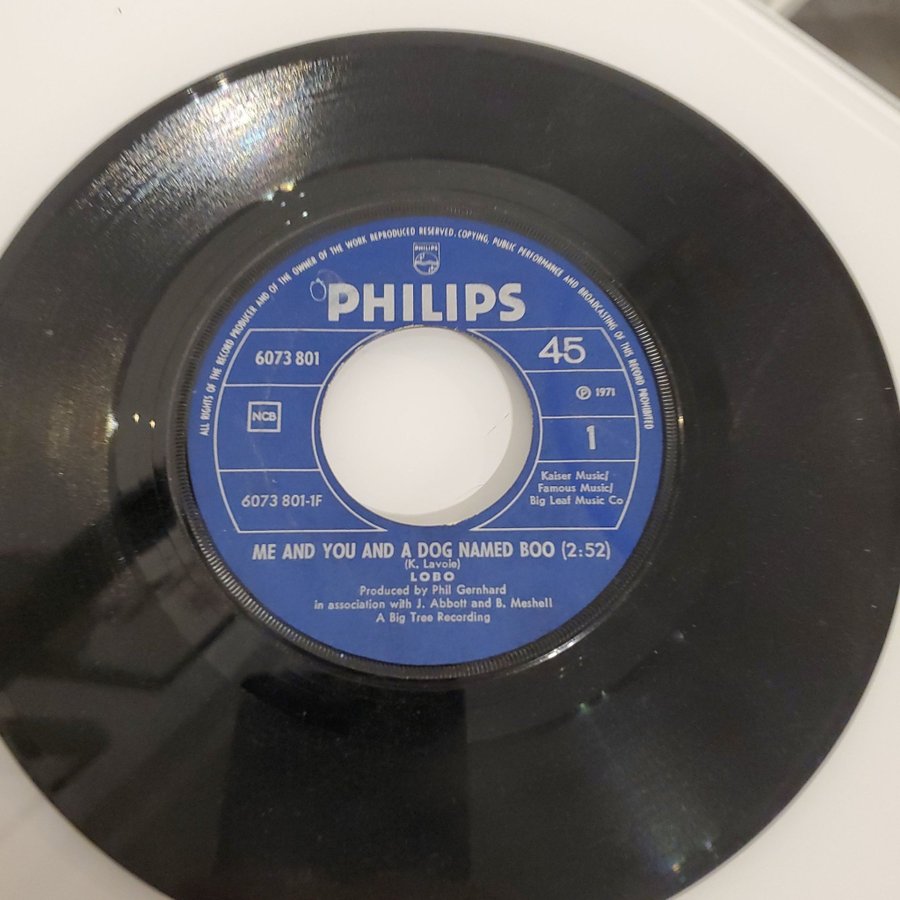 ALL RIGHTS OF THE RECORD PRODUCER AND OF THE OWNER OF THE WORK REPRODUCED RESERVED. COPYING, PUBLIC PERFORMANCE AND BROADCASTING OF THIS RECORD PROHIBITED
PHILIPS
PHILIPS
6073 801
45
℗ 1971
NCB
1
Kaiser Music/
Famous Music/
Big Leaf Music Co
6073 801-1F
ME AND YOU AND A DOG NAMED BOO (2:52)
(K. Lavoie)
LOBO
Produced by Phil Gernhard
in association with J. Abbott and B. Meshell
A Big Tree Recording